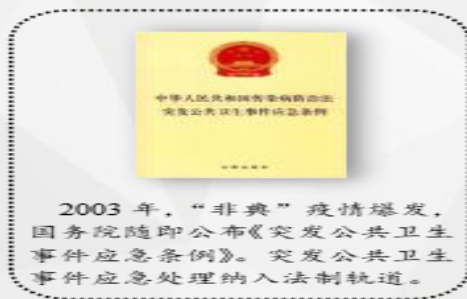 中华人民共和国传染病防治法
突发公共卫生事件应急条例
2003 年，“非典”疫情爆发，
国务院随即公布《突发公共卫生
事件应急条例》。突发公共卫生
事件应急处理纳入法制轨道。